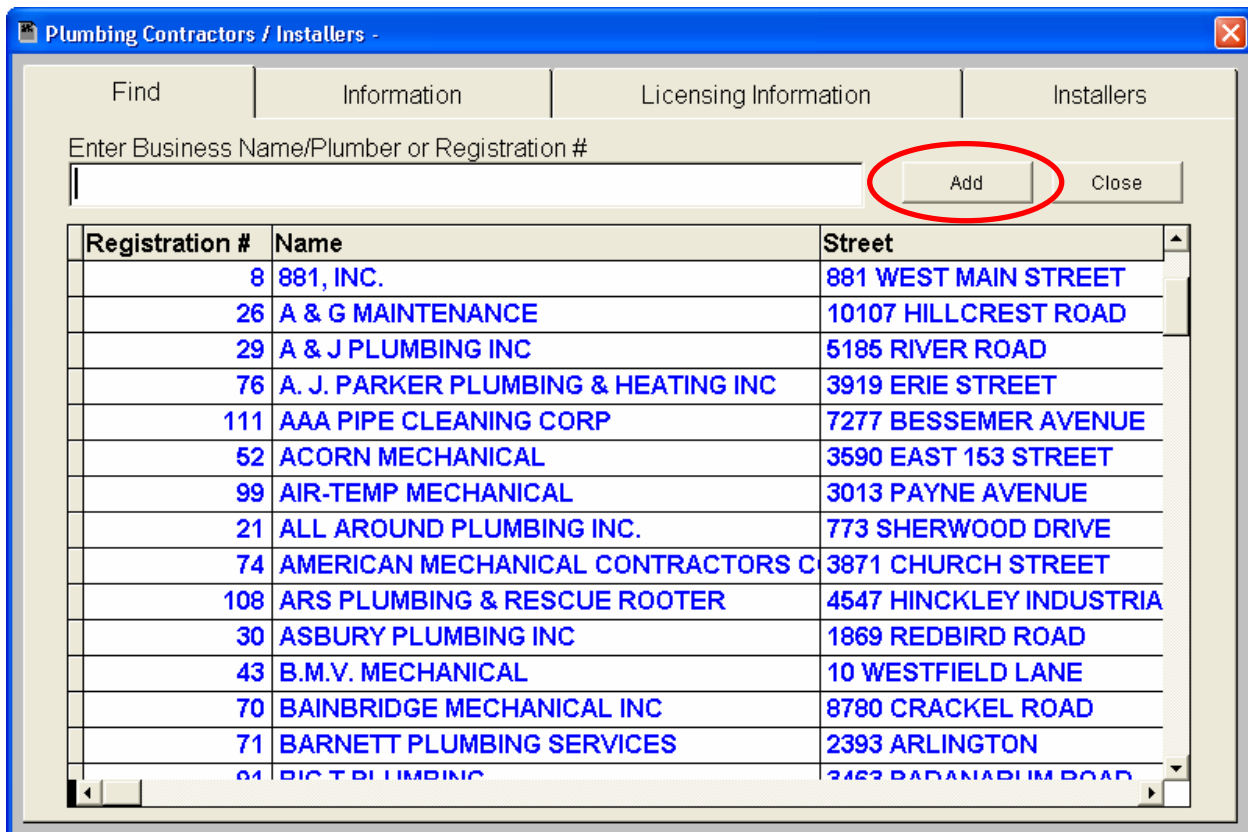 Plumbing Contractors / Installers -
Find Information Licensing Information Installers
Enter Business Name/Plumber or Registration #
Add Close
Registration # Name Street
8 881, INC. 881 WEST MAIN STREET
26 A & G MAINTENANCE 10107 HILLCREST ROAD
29 A & J PLUMBING INC 5185 RIVER ROAD
76 A. J. PARKER PLUMBING & HEATING INC 3919 ERIE STREET
111 AAA PIPE CLEANING CORP 7277 BESSEMER AVENUE
52 ACORN MECHANICAL 3590 EAST 153 STREET
99 AIR-TEMP MECHANICAL 3013 PAYNE AVENUE
21 ALL AROUND PLUMBING INC. 773 SHERWOOD DRIVE
74 AMERICAN MECHANICAL CONTRACTORS 3871 CHURCH STREET
108 ARS PLUMBING & RESCUE ROOTER 4547 HINCKLEY INDUSTRIA
30 ASBURY PLUMBING INC 1869 REDBIRD ROAD
43 B.M.V. MECHANICAL 10 WESTFIELD LANE
70 BAINBRIDGE MECHANICAL INC 8780 CRACKEL ROAD
71 BARNETT PLUMBING SERVICES 2393 ARLINGTON
BIG T PLUMBING ROAD